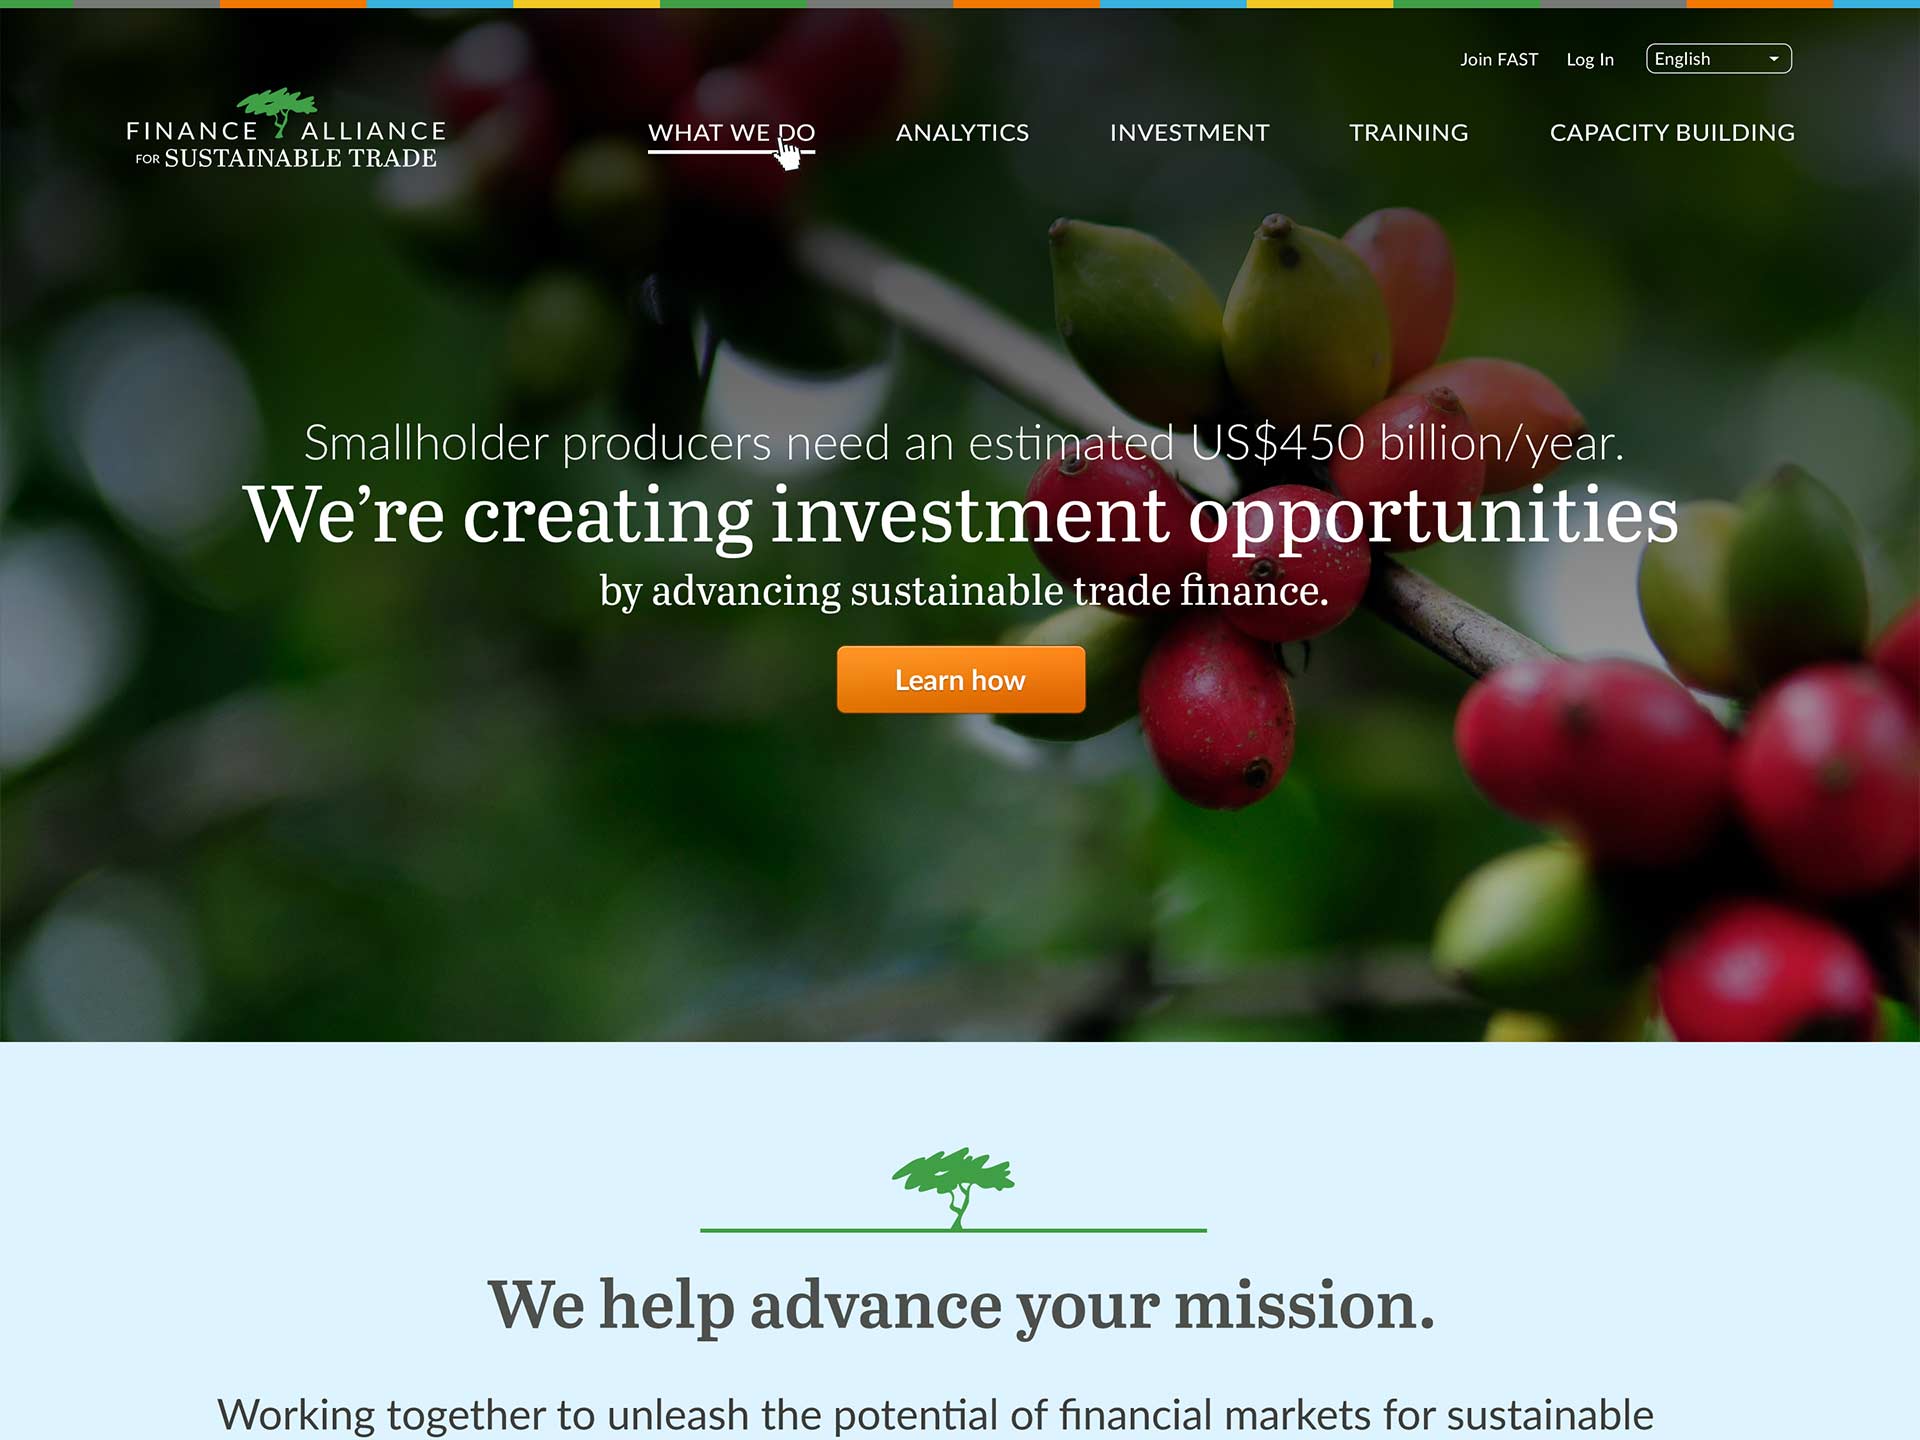 Join FAST Log In English
FINANCE ALLIANCE
FOR SUSTAINABLE TRADE
WHAT WE DO ANALYTICS INVESTMENT TRAINING CAPACITY BUILDING
Smallholder producers need an estimated US$450 billion/year.
We’re creating investment opportunities
by advancing sustainable trade finance.
Learn how
We help advance your mission.
Working together to unleash the potential of financial markets for sustainable